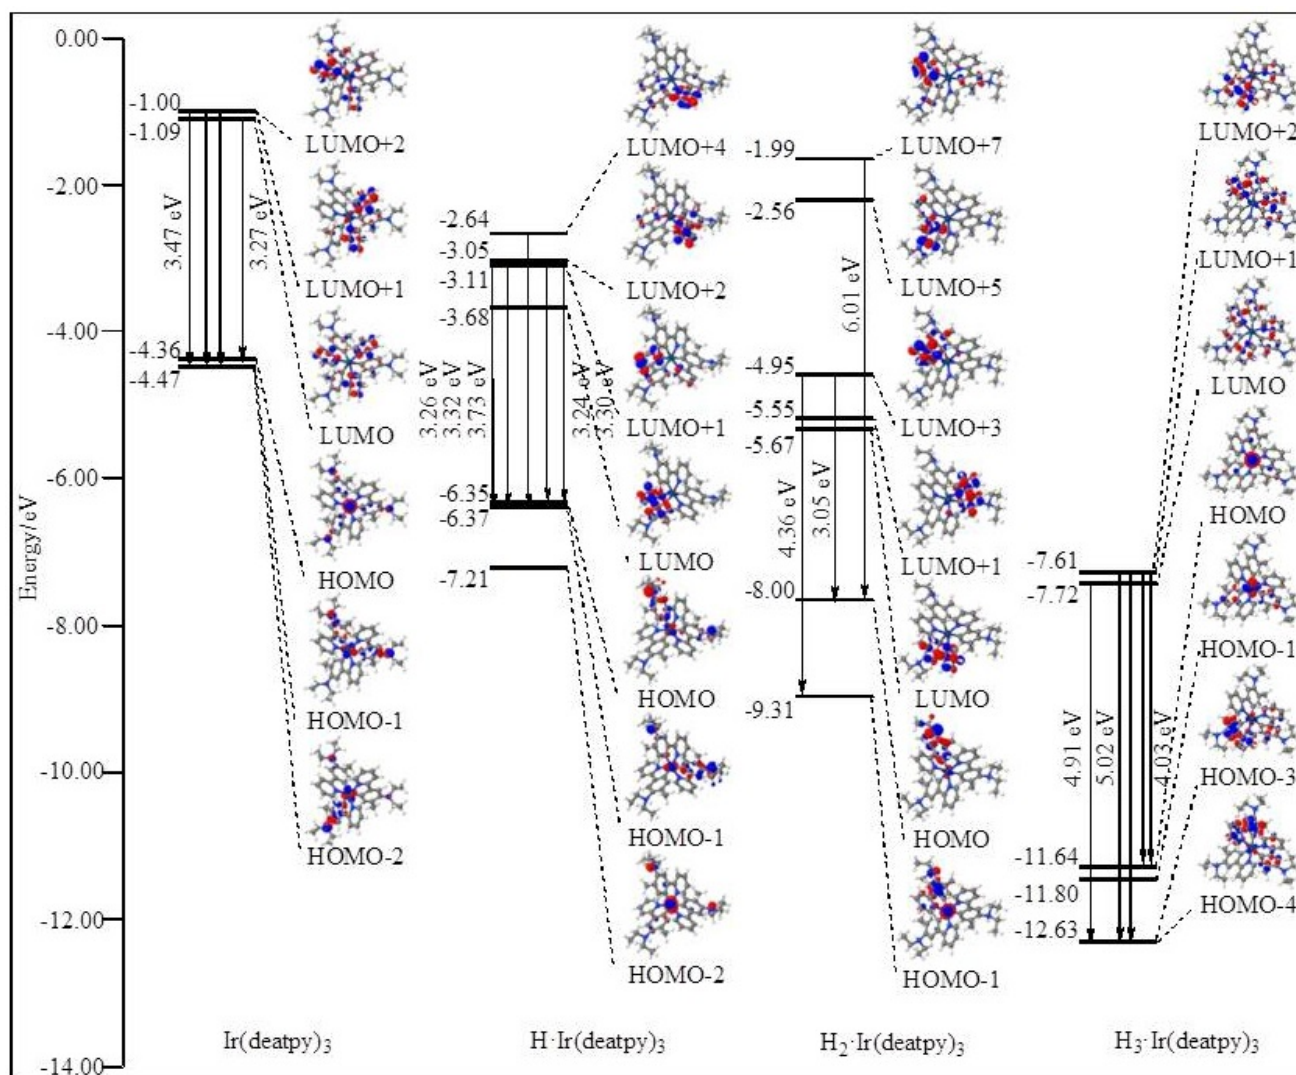 Energy/eV
0.00
-2.00
-4.00
-6.00
-8.00
-10.00
-12.00
-14.00
-1.00
-1.09
3.47 eV
3.27 eV
-4.36
-4.47
LUMO+2
LUMO+1
LUMO
HOMO
HOMO-1
HOMO-2
Ir(deatpy)3
-2.64
-3.05
-3.11
-3.68
3.26 eV
3.32 eV
3.73 eV
3.24 eV
3.30 eV
-6.35
-6.37
-7.21
LUMO+4
LUMO+2
LUMO+1
LUMO
HOMO
HOMO-1
HOMO-2
H·Ir(deatpy)3
-1.99
-2.56
6.01 eV
-4.95
-5.55
-5.67
4.36 eV
3.05 eV
-8.00
-9.31
LUMO+7
LUMO+5
LUMO+3
LUMO+1
LUMO
HOMO
HOMO-1
H2·Ir(deatpy)3
-7.61
-7.72
4.91 eV
5.02 eV
4.03 eV
-11.64
-11.80
-12.63
LUMO+2
LUMO+1
LUMO
HOMO
HOMO-1
HOMO-3
HOMO-4
H3·Ir(deatpy)3